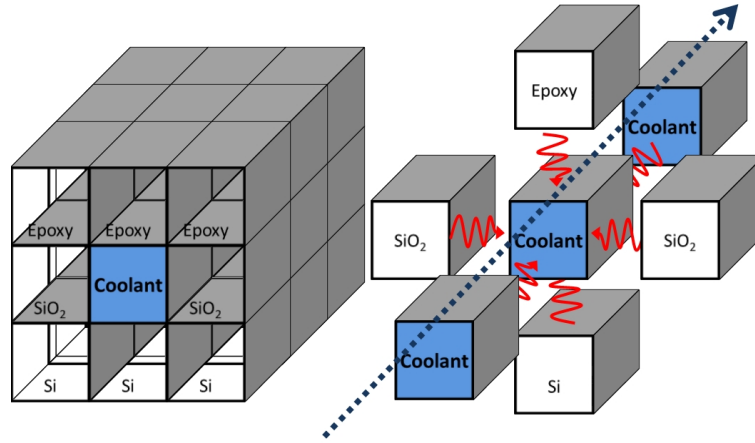 Epoxy Epoxy Epoxy
SiO₂ Coolant SiO₂
Si Si Si
Epoxy
Coolant
SiO₂ Coolant SiO₂
Coolant
Si